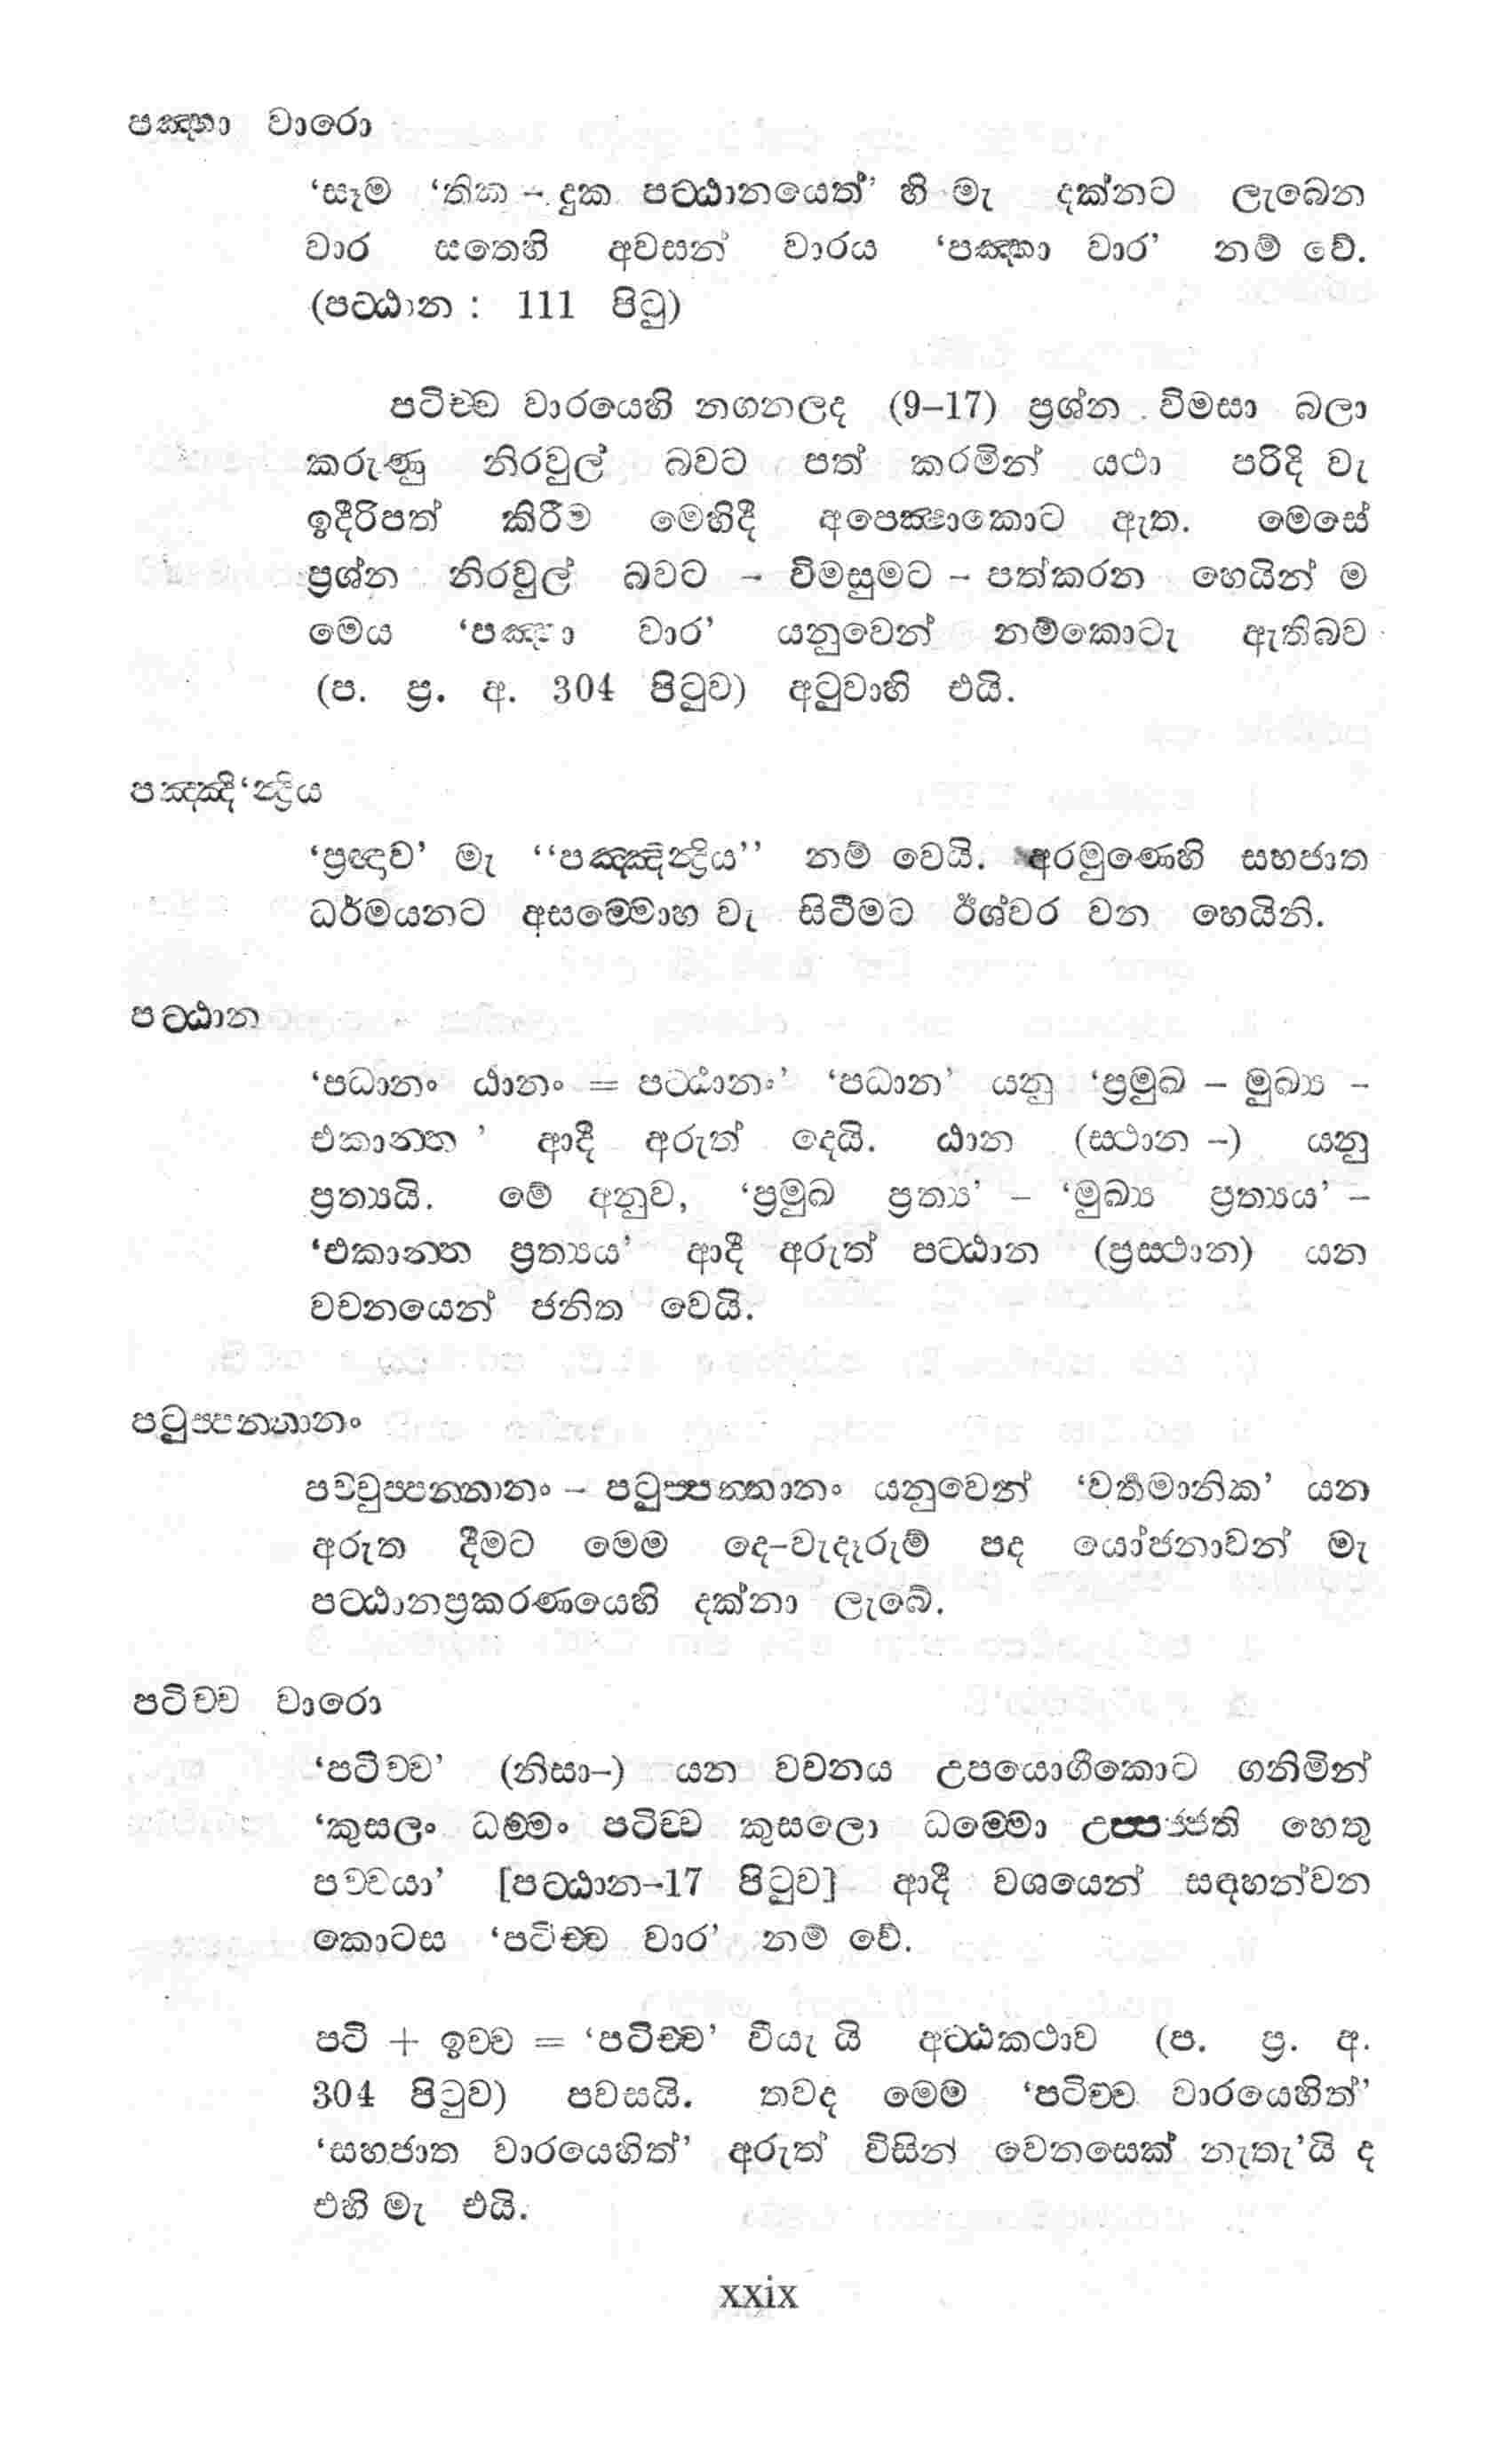 පඤ්හා වාරො
‘සෑම ‘තික – දුක පට්ඨානයෙන්’ හි මැ දක්නට ලැබෙන
වාර සතෙහි අවසන් වාරය ‘පඤ්හා වාර’ නම් වේ.
(පට්ඨාන : 111 පිටු)
පටිච්ච වාරයෙහි නගනලද (9–17) ප්‍රශ්න විමසා බලා
කරුණු නිරවුල් බවට පත් කරමින් යථා පරිදි වැ
ඉදිරිපත් කිරීම මෙහිදී අපෙක්‍ෂාකොට ඇත. මෙසේ
ප්‍රශ්න නිරවුල් බවට – විමසුමට – පත්කරන හෙයින් ම
මෙය ‘පඤ්හා වාර’ යනුවෙන් නම්කොටැ ඇතිබව
(ප. ප්‍ර. අ. 304 පිටුව) අටුවාහි එයි.
පඤ්ඤි‘න්‍ද්‍රිය
‘ප්‍රඥාව’ මැ “පඤ්ඤින්‍ද්‍රිය” නම් වෙයි. අරමුණෙහි සහජාත
ධර්මයනට අසම්මොහ වැ සිටීමට ඊශ්වර වන හෙයිනි.
පට්ඨාන
‘පධානං ඨානං = පට්ඨානං’ ‘පධාන’ යනු ‘ප්‍රමුඛ – මුඛ්‍ය –
එකාන්ත ’ ආදී අරුත් දෙයි. ඨාන (ස්ථාන –) යනු
ප්‍රත්‍යයි. මේ අනුව, ‘ප්‍රමුඛ ප්‍රත්‍ය’ – ‘මුඛ්‍ය ප්‍රත්‍යය’ –
‘එකාන්ත ප්‍රත්‍යය’ ආදී අරුත් පට්ඨාන (ප්‍රස්ථාන) යන
වචනයෙන් ජනිත වෙයි.
පටුප්පන්නානං
පච්චුප්පන්නානං – පටුප්පන්නානං යනුවෙන් ‘වර්තමානික’ යන
අරුත දීමට මෙම දෙ–වැදෑරුම් පද යෝජනාවන් මැ
පට්ඨානප්‍රකරණයෙහි දක්නා ලැබේ.
පටිච්ච වාරො
‘පටිච්ච’ (නිසා–) යන වචනය උපයොගීකොට ගනිමින්
‘කුසලං ධම්මං පටිච්ච කුසලො ධම්මො උප්පජ්ජති හෙතු
පච්චයා’ [පට්ඨාන–17 පිටුව] ආදී වශයෙන් සඳහන්වන
කොටස ‘පටිච්ච වාර’ නම් වේ.
පටි + ඉච්ච = ‘පටිච්ච’ වීයැ යි අට්ඨකථාව (ප. ප්‍ර. අ.
304 පිටුව) පවසයි. තවද මෙම ‘පටිච්ච වාරයෙහිත්’
‘සහජාත වාරයෙහිත්’ අරුත් විසින් වෙනසෙක් නැතැ’යි ද
එහි මැ එයි.
xxix